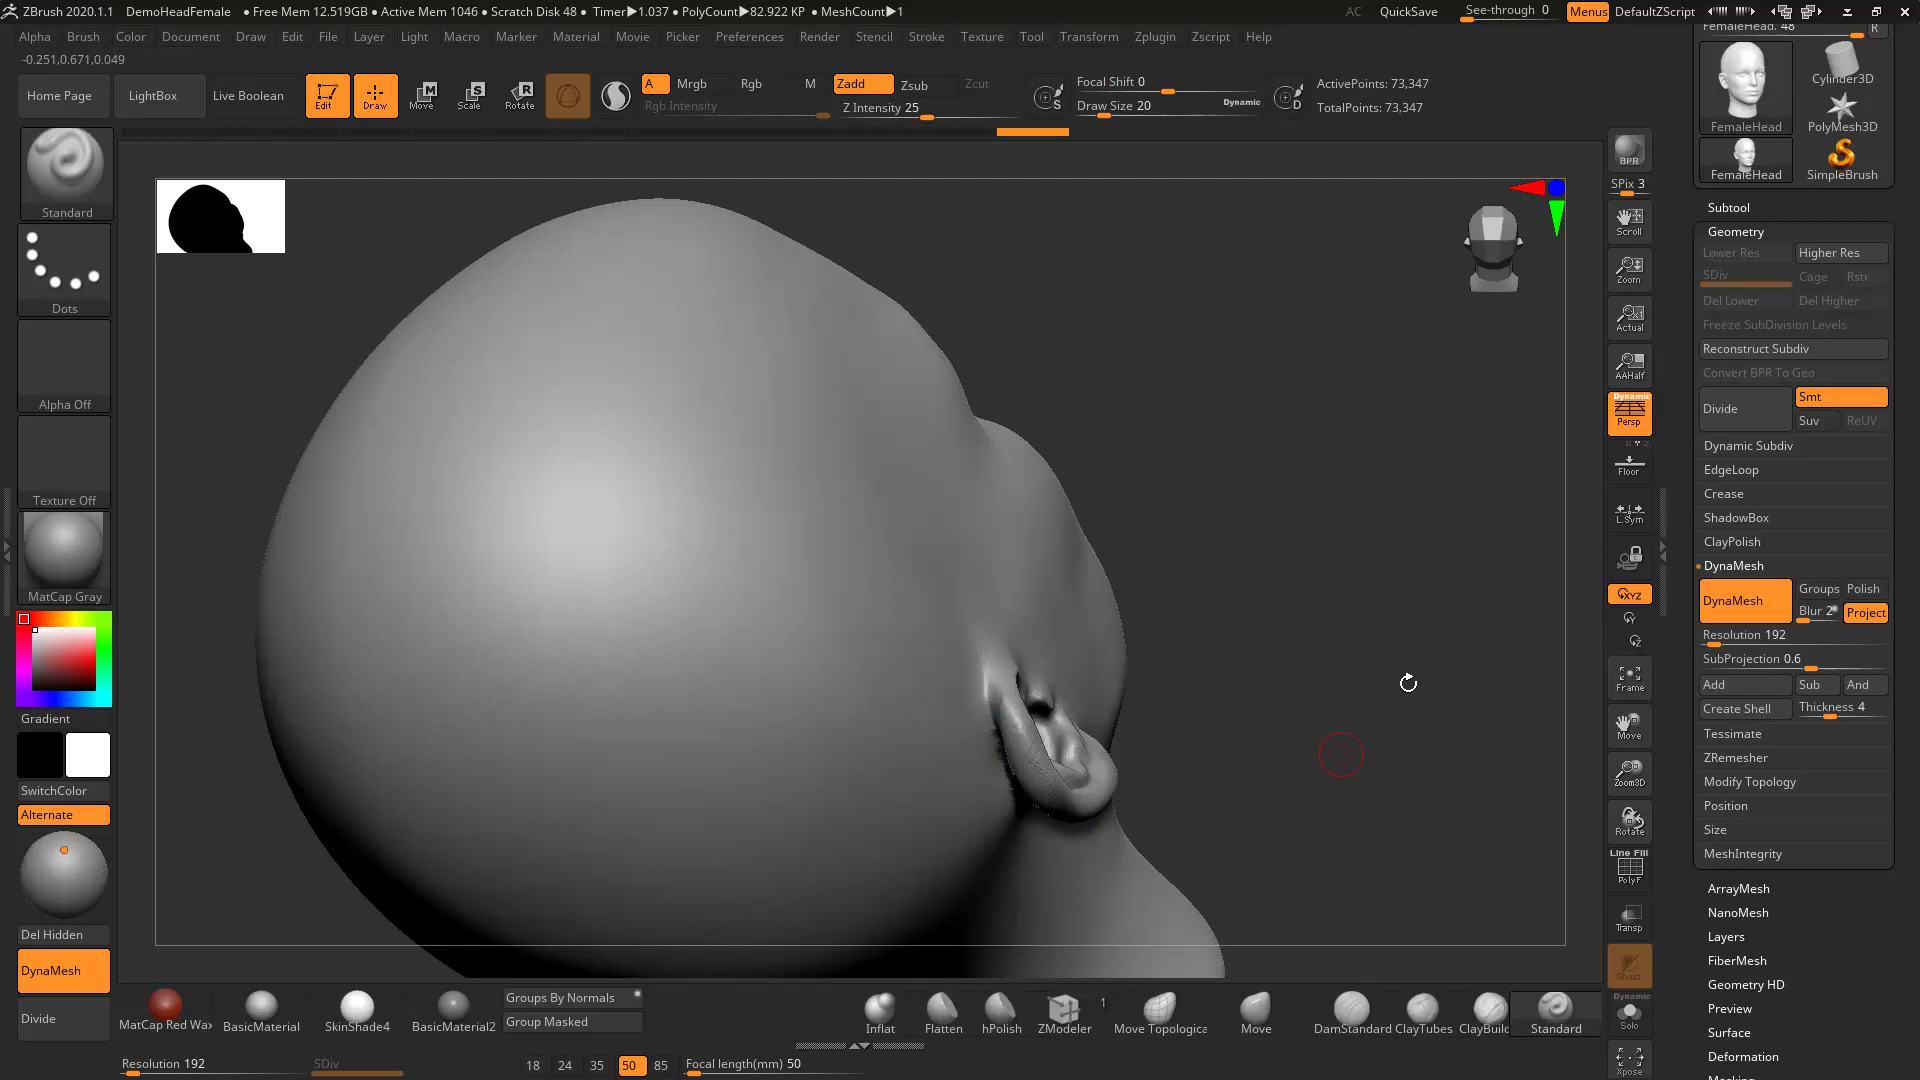 ZBrush 2020.1.1 DemoHeadFemale • Free Mem 12.519GB • Active Mem 1046 • Scratch Disk 48 • Timer▶1.037 • PolyCount▶82.922 KP • MeshCount▶1 AC QuickSave See-through 0 Menus DefaultZScript
Alpha Brush Color Document Draw Edit File Layer Light Macro Marker Material Movie Picker Preferences Render Stencil Stroke Texture Tool Transform Zplugin Zscript Help
-0.251,0.671,0.049
Home Page LightBox Live Boolean Edit Draw Move Scale Rotate
A Mrgb Rgb M Zadd Zsub Zcut
Rgb Intensity Z Intensity 25
Focal Shift 0
Draw Size 20 Dynamic
ActivePoints: 73,347
TotalPoints: 73,347
Standard
Dots
Alpha Off
Texture Off
MatCap Gray
Gradient
SwitchColor
Alternate
Del Hidden
DynaMesh
Divide
BPR
SPix 3
Scroll
Zoom
Actual
AAHalf
Dynamic
Persp
Floor
L.Sym
XYZ
Frame
Move
Zoom3D
Rotate
Line Fill
PolyF
Transp
Ghost
Dynamic
Solo
Xpose
FemaleHead. 48 R
Cylinder3D
FemaleHead PolyMesh3D
FemaleHead SimpleBrush
Subtool
Geometry
Lower Res Higher Res
SDiv Cage Rstr
Del Lower Del Higher
Freeze SubDivision Levels
Reconstruct Subdiv
Convert BPR To Geo
Divide Smt
Suv ReUV
Dynamic Subdiv
EdgeLoop
Crease
ShadowBox
ClayPolish
DynaMesh
DynaMesh Groups Polish
Blur 2 Project
Resolution 192
SubProjection 0.6
Add Sub And
Create Shell Thickness 4
Tessimate
ZRemesher
Modify Topology
Position
Size
MeshIntegrity
ArrayMesh
NanoMesh
Layers
FiberMesh
Geometry HD
Preview
Surface
Deformation
MatCap Red Wax BasicMaterial SkinShade4 BasicMaterial2
Groups By Normals
Group Masked
Inflat Flatten hPolish ZModeler 1 Move Topologica Move DamStandard ClayTubes ClayBuild Standard
Resolution 192 SDiv 18 24 35 50 85 Focal length(mm) 50